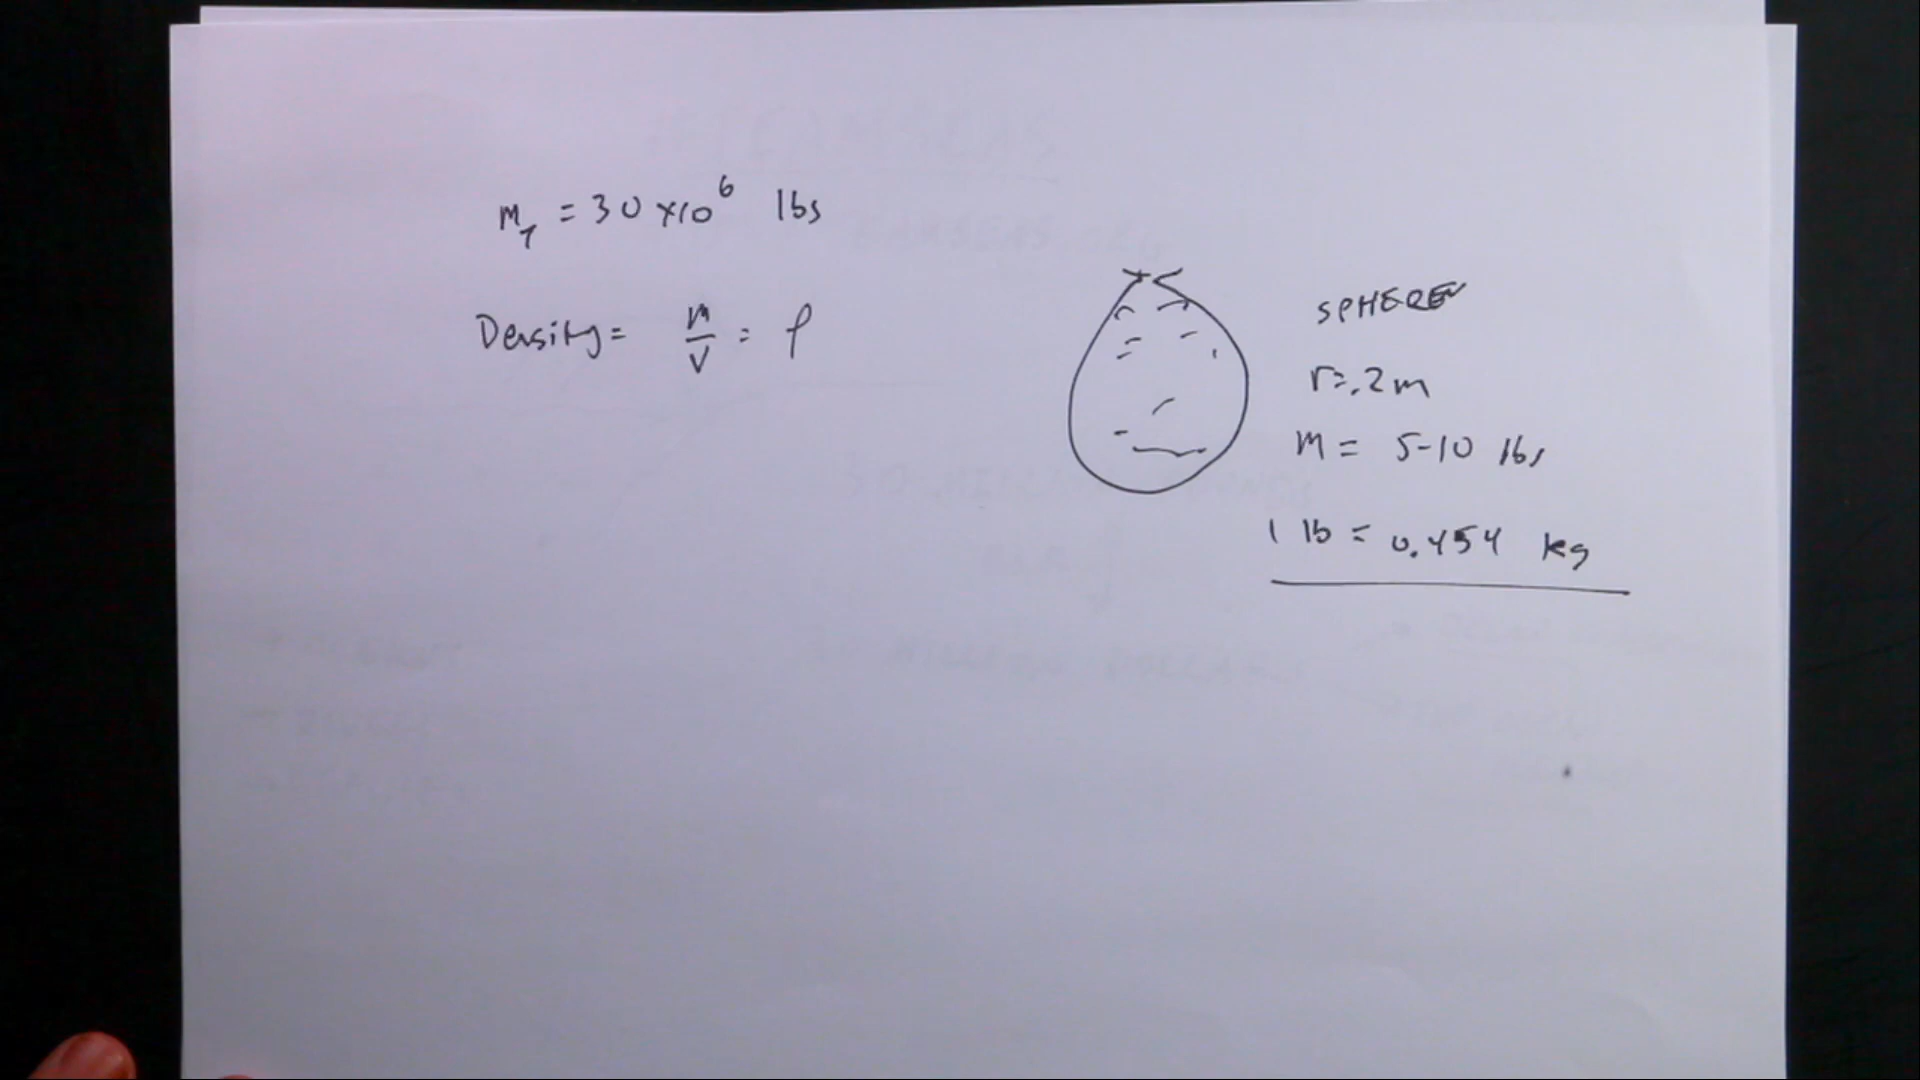 m_T = 30 x10^6 lbs
Density = m/V = ρ
SPHERE
r=.2m
m = 5-10 lbs
1 lb = 0.454 kg